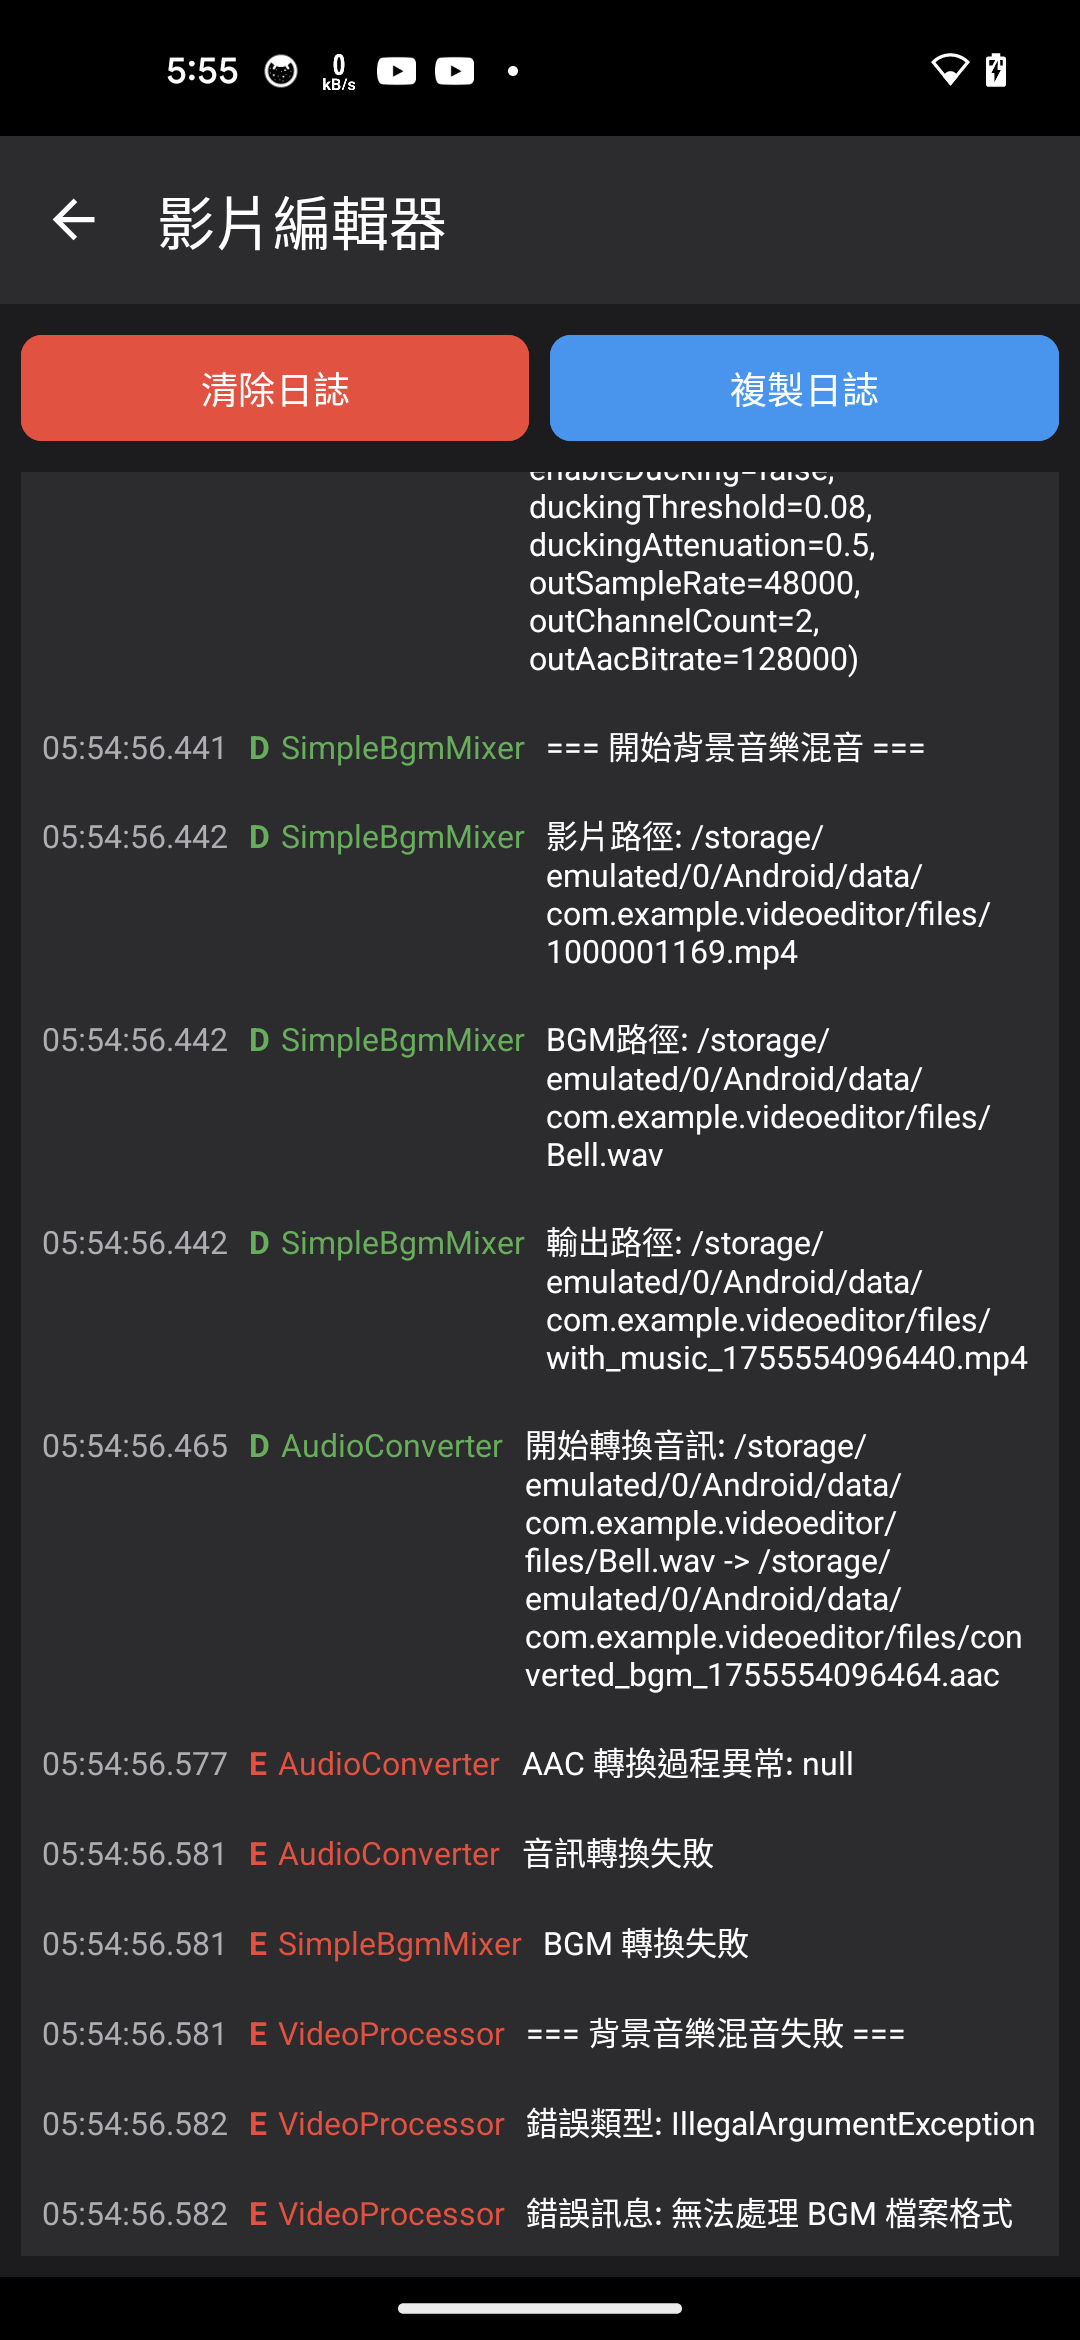 5:55
0
kB/s
影片編輯器
清除日誌
複製日誌
enableDucking=false,
duckingThreshold=0.08,
duckingAttenuation=0.5,
outSampleRate=48000,
outChannelCount=2,
outAacBitrate=128000)
05:54:56.441 D SimpleBgmMixer === 開始背景音樂混音 ===
05:54:56.442 D SimpleBgmMixer 影片路徑: /storage/
emulated/0/Android/data/
com.example.videoeditor/files/
1000001169.mp4
05:54:56.442 D SimpleBgmMixer BGM路徑: /storage/
emulated/0/Android/data/
com.example.videoeditor/files/
Bell.wav
05:54:56.442 D SimpleBgmMixer 輸出路徑: /storage/
emulated/0/Android/data/
com.example.videoeditor/files/
with_music_1755554096440.mp4
05:54:56.465 D AudioConverter 開始轉換音訊: /storage/
emulated/0/Android/data/
com.example.videoeditor/
files/Bell.wav -> /storage/
emulated/0/Android/data/
com.example.videoeditor/files/con
verted_bgm_1755554096464.aac
05:54:56.577 E AudioConverter AAC 轉換過程異常: null
05:54:56.581 E AudioConverter 音訊轉換失敗
05:54:56.581 E SimpleBgmMixer BGM 轉換失敗
05:54:56.581 E VideoProcessor === 背景音樂混音失敗 ===
05:54:56.582 E VideoProcessor 錯誤類型: IllegalArgumentException
05:54:56.582 E VideoProcessor 錯誤訊息: 無法處理 BGM 檔案格式